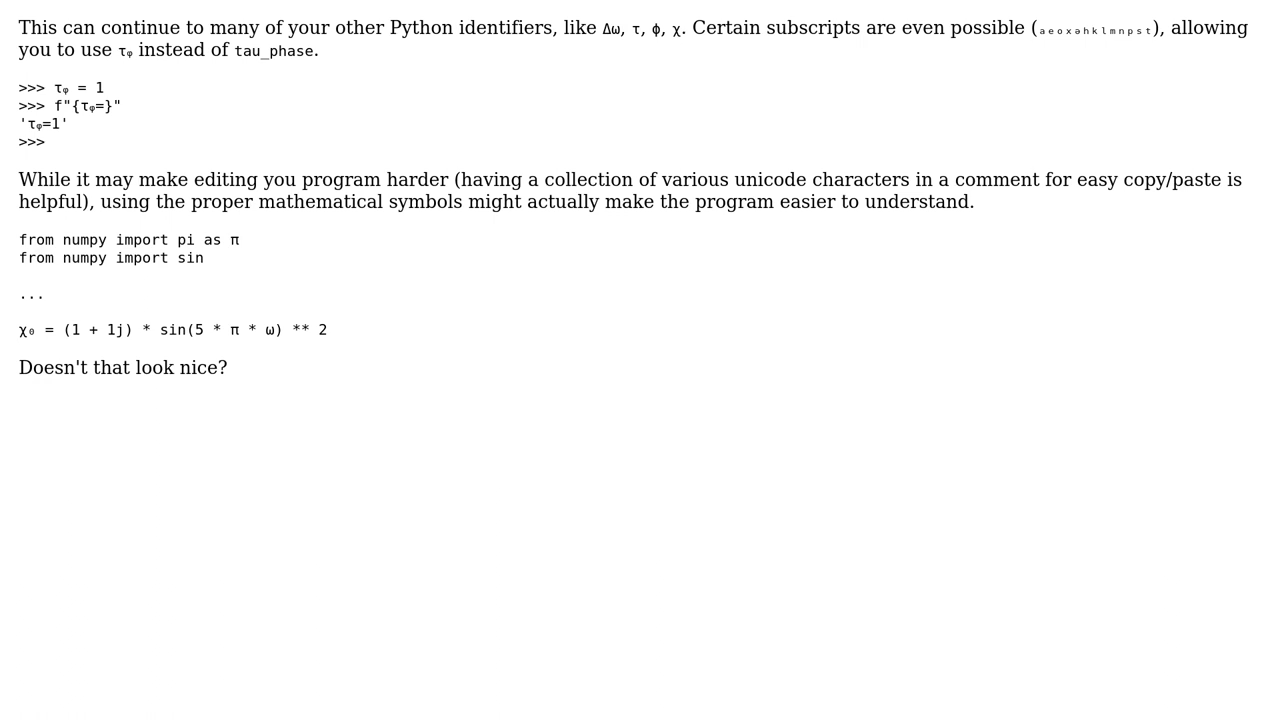 This can continue to many of your other Python identifiers, like Δω, τ, ϕ, χ. Certain subscripts are even possible (ₐₑₒₓₔₕₖₗₘₙₚₛₜ), allowing
you to use τᵩ instead of tau_phase.
>>> τᵩ = 1
>>> f"{τᵩ=}"
'τᵩ=1'
>>>
While it may make editing you program harder (having a collection of various unicode characters in a comment for easy copy/paste is
helpful), using the proper mathematical symbols might actually make the program easier to understand.
from numpy import pi as π
from numpy import sin
...
χ₀ = (1 + 1j) * sin(5 * π * ω) ** 2
Doesn't that look nice?